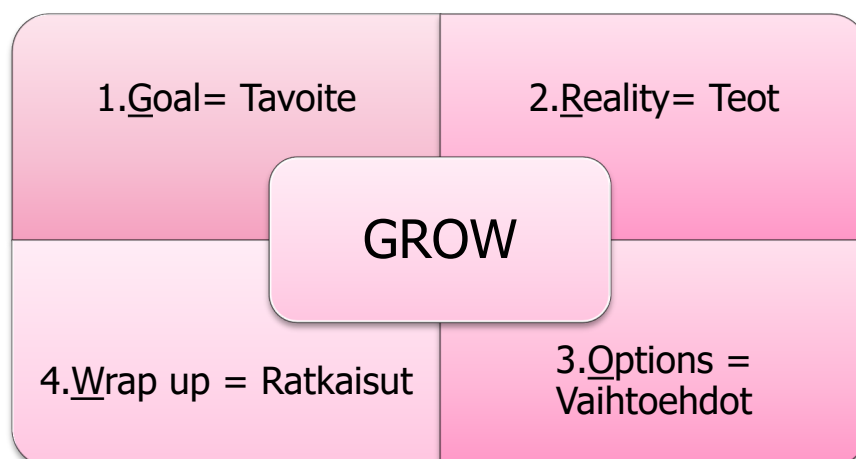 1.Goal= Tavoite
2.Reality= Teot
GROW
4.Wrap up = Ratkaisut
3.Options =
Vaihtoehdot